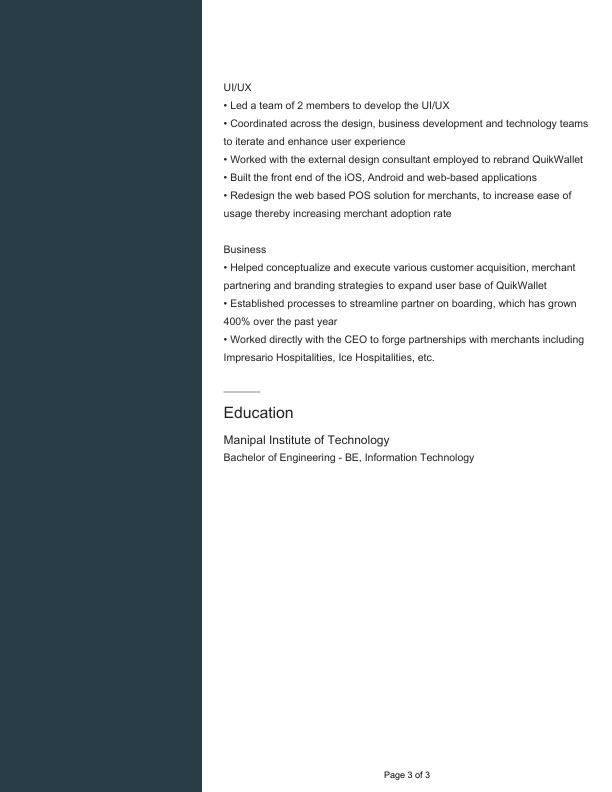 UI/UX
• Led a team of 2 members to develop the UI/UX
• Coordinated across the design, business development and technology teams
to iterate and enhance user experience
• Worked with the external design consultant employed to rebrand QuikWallet
• Built the front end of the iOS, Android and web-based applications
• Redesign the web based POS solution for merchants, to increase ease of
usage thereby increasing merchant adoption rate
Business
• Helped conceptualize and execute various customer acquisition, merchant
partnering and branding strategies to expand user base of QuikWallet
• Established processes to streamline partner on boarding, which has grown
400% over the past year
• Worked directly with the CEO to forge partnerships with merchants including
Impresario Hospitalities, Ice Hospitalities, etc.
Education
Manipal Institute of Technology
Bachelor of Engineering - BE, Information Technology
Page 3 of 3